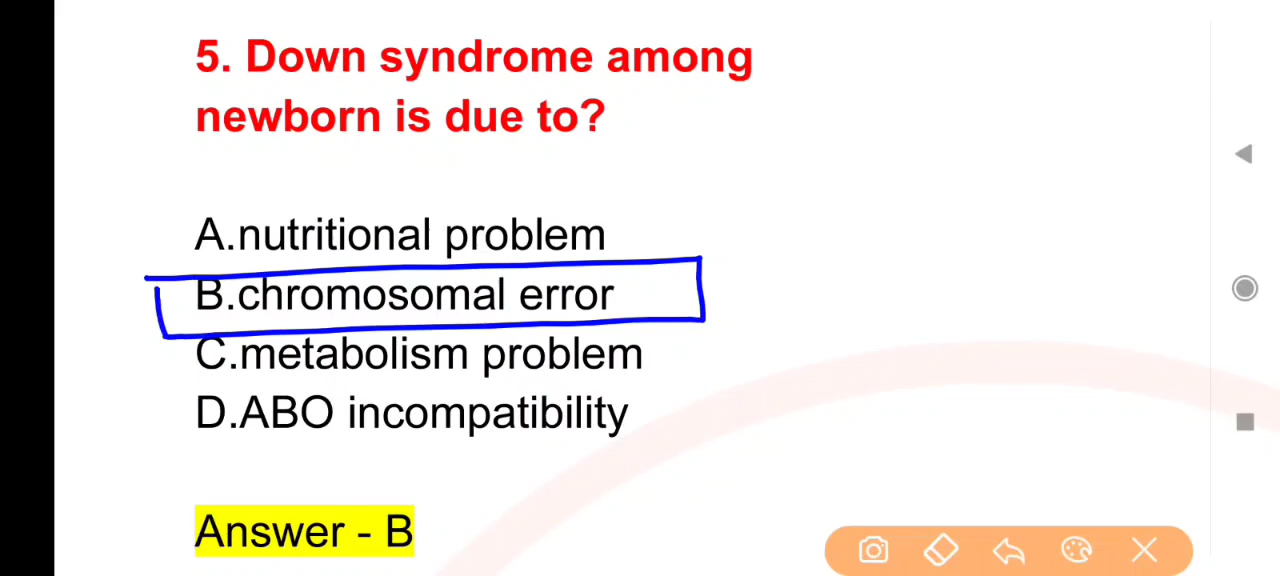 5. Down syndrome among
newborn is due to?
A.nutritional problem
B.chromosomal error
C.metabolism problem
D.ABO incompatibility
Answer - B